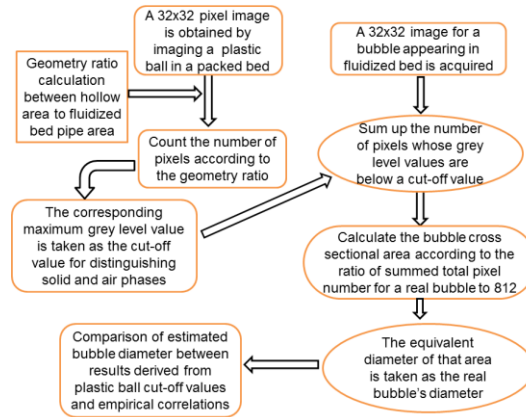 A 32x32 pixel image
is obtained by
imaging a plastic
ball in a packed bed
Geometry ratio
calculation
between hollow
area to fluidized
bed pipe area
Count the number of
pixels according to
the geometry ratio
The corresponding
maximum grey level value
is taken as the cut-off
value for distinguishing
solid and air phases
A 32x32 image for a
bubble appearing in
fluidized bed is acquired
Sum up the number
of pixels whose grey
level values are
below a cut-off value
Calculate the bubble cross
sectional area according to the
ratio of summed total pixel
number for a real bubble to 812
The equivalent
diameter of that area
is taken as the real
bubble's diameter
Comparison of estimated
bubble diameter between
results derived from
plastic ball cut-off values
and empirical correlations